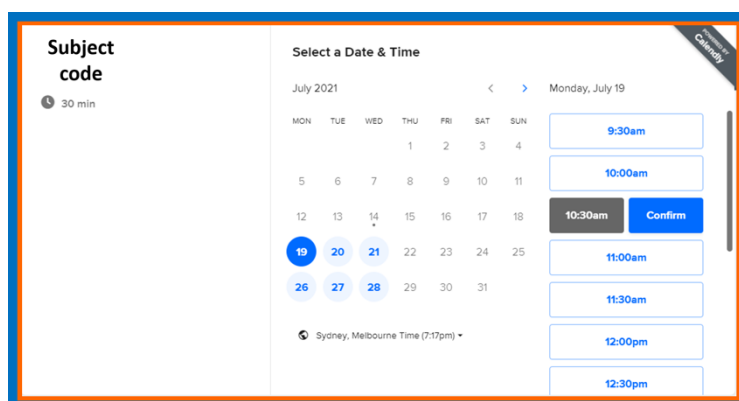 Subject
code
30 min
Select a Date & Time
July 2021
MON TUE WED THU FRI SAT SUN
1 2 3 4
5 6 7 8 9 10 11
12 13 14 15 16 17 18
19 20 21 22 23 24 25
26 27 28 29 30 31
Sydney, Melbourne Time (7:17pm)
Monday, July 19
9:30am
10:00am
10:30am Confirm
11:00am
11:30am
12:00pm
12:30pm
POWERED BY
Calendly